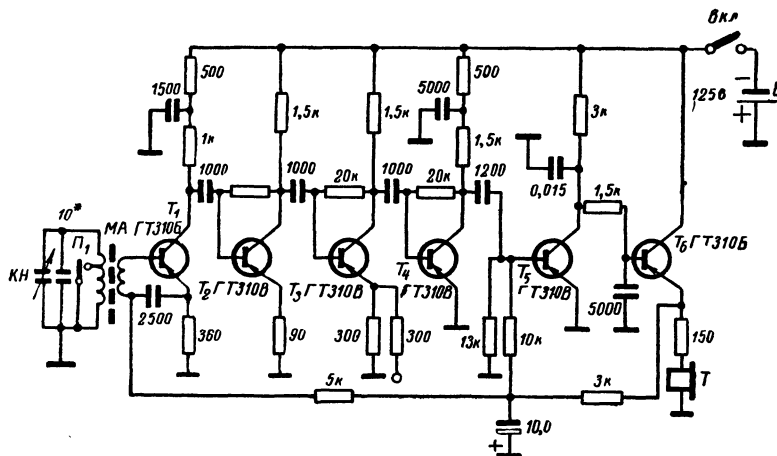 Вкл
1500
500
5000
500
1,5к
1,5к
3к
125в
−
+
1к
1,5к
1000
1000
20к
1000
20к
1200
0,015
1,5к
10*
П1
МА
Т1
ГТ310Б
Т6 ГТ310Б
КН
Т2 ГТ310В
Т3 ГТ310В
Т4
ГТ310В
Т5
ГТ310В
2500
5000
360
90
300
300
13к
10к
150
Т
5к
3к
10,0
+